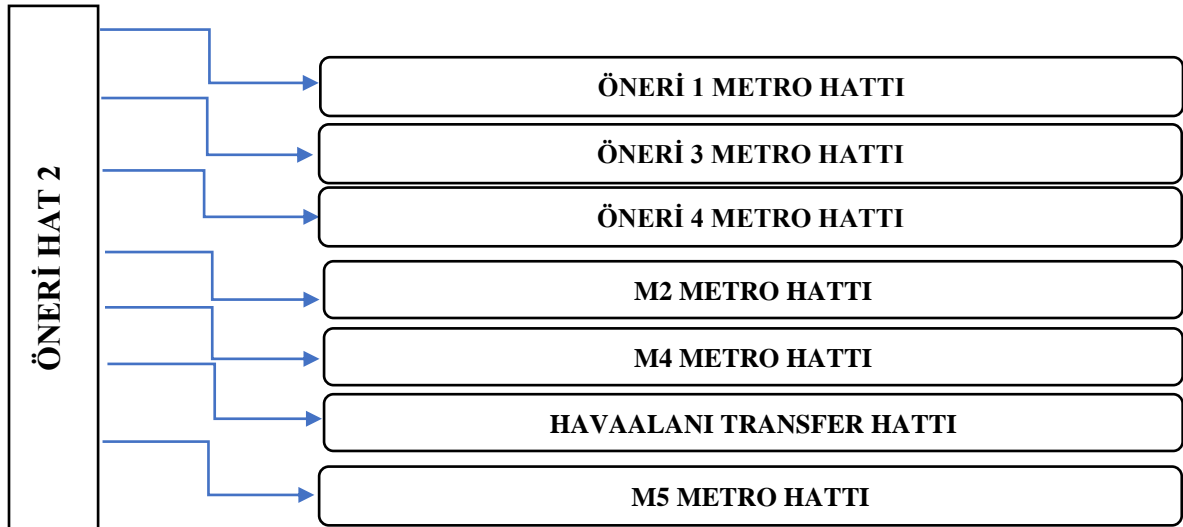 ÖNERİ HAT 2
ÖNERİ 1 METRO HATTI
ÖNERİ 3 METRO HATTI
ÖNERİ 4 METRO HATTI
M2 METRO HATTI
M4 METRO HATTI
HAVAALANI TRANSFER HATTI
M5 METRO HATTI